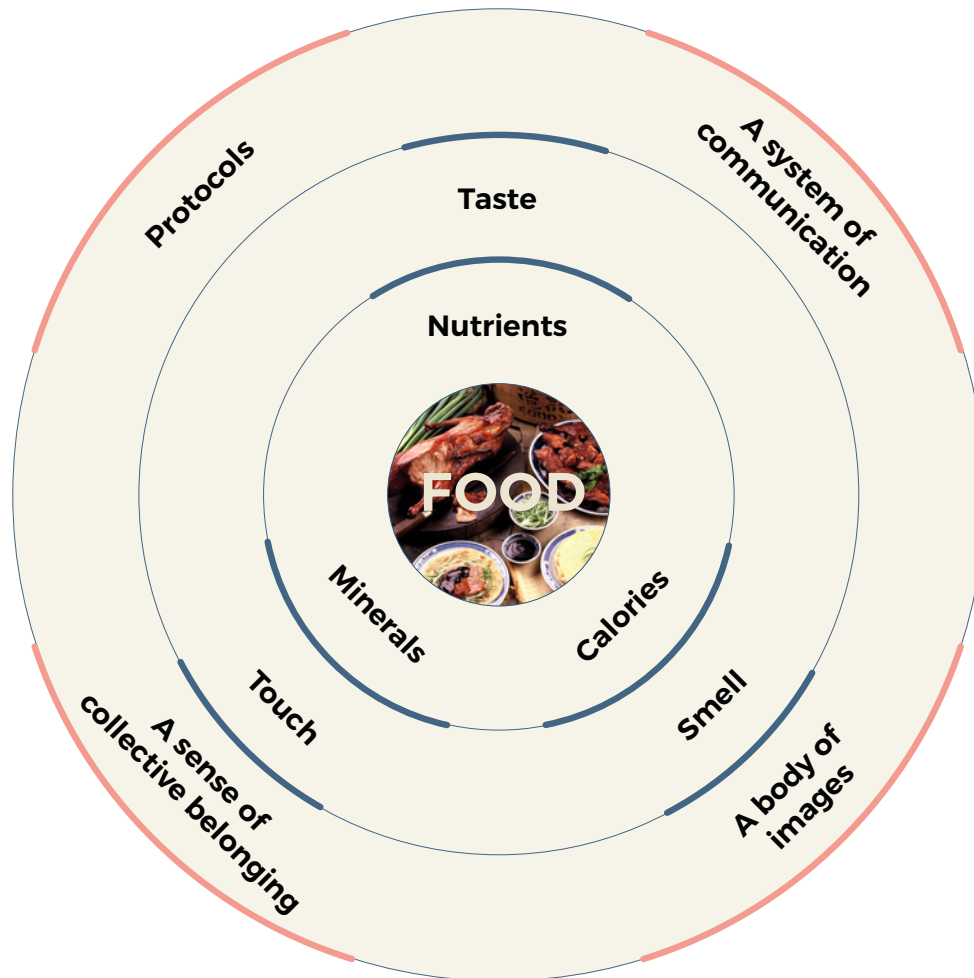 Protocols
A system of
communication
Taste
Nutrients
FOOD
Minerals
Calories
Touch
Smell
A sense of
collective belonging
A body of
images